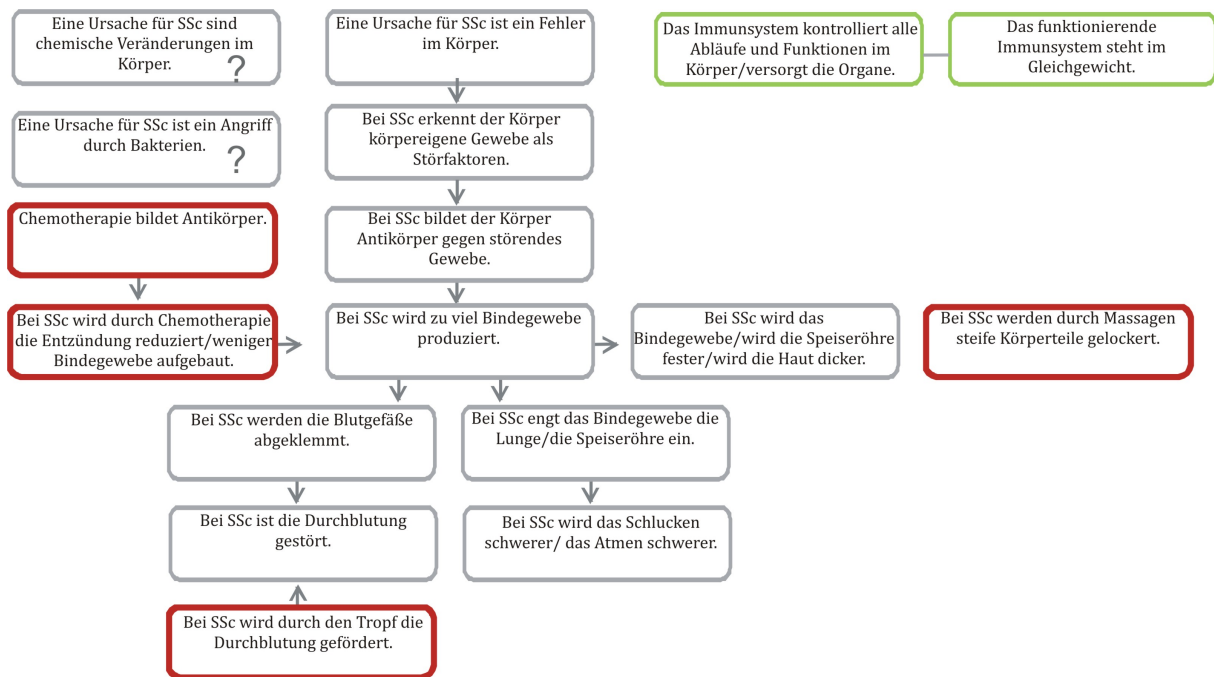 Eine Ursache für SSc sind
chemische Veränderungen im
Körper.
?
Eine Ursache für SSc ist ein Fehler
im Körper.
Das Immunsystem kontrolliert alle
Abläufe und Funktionen im
Körper/versorgt die Organe.
Das funktionierende
Immunsystem steht im
Gleichgewicht.
Eine Ursache für SSc ist ein Angriff
durch Bakterien.
?
Bei SSc erkennt der Körper
körpereigene Gewebe als
Störfaktoren.
Chemotherapie bildet Antikörper.
Bei SSc bildet der Körper
Antikörper gegen störendes
Gewebe.
Bei SSc wird durch Chemotherapie
die Entzündung reduziert/weniger
Bindegewebe aufgebaut.
Bei SSc wird zu viel Bindegewebe
produziert.
Bei SSc wird das
Bindegewebe/wird die Speiseröhre
fester/wird die Haut dicker.
Bei SSc werden durch Massagen
steife Körperteile gelockert.
Bei SSc werden die Blutgefäße
abgeklemmt.
Bei SSc engt das Bindegewebe die
Lunge/die Speiseröhre ein.
Bei SSc ist die Durchblutung
gestört.
Bei SSc wird das Schlucken
schwerer/ das Atmen schwerer.
Bei SSc wird durch den Tropf die
Durchblutung gefördert.